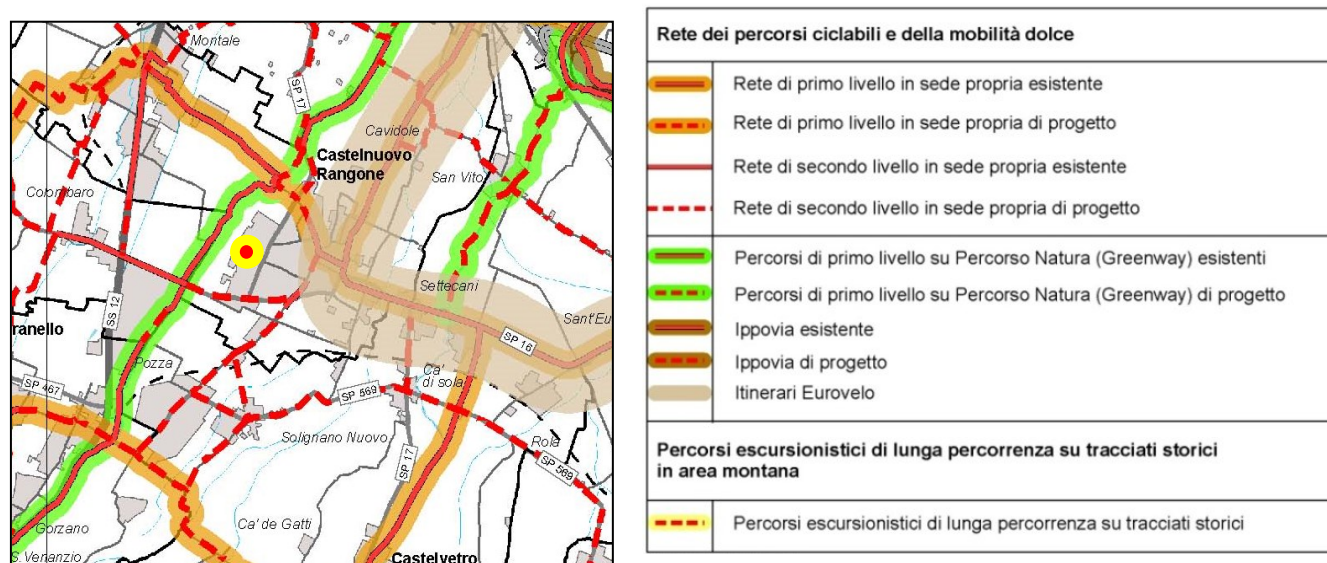 Montale
SP 17
Cavidole
Castelnuovo
Rangone
San Vito
Colombaro
Settecani
Sant'Eu
SS 12
ranello
SP 16
Pozza
Ca'
di sola
SP 467
SP 569
Solignano Nuovo
Rola
SP 569
SP 17
Gorzano
Ca' de Gatti
S. Venanzio
Castelvetro
Rete dei percorsi ciclabili e della mobilità dolce
Rete di primo livello in sede propria esistente
Rete di primo livello in sede propria di progetto
Rete di secondo livello in sede propria esistente
Rete di secondo livello in sede propria di progetto
Percorsi di primo livello su Percorso Natura (Greenway) esistenti
Percorsi di primo livello su Percorso Natura (Greenway) di progetto
Ippovia esistente
Ippovia di progetto
Itinerari Eurovelo
Percorsi escursionistici di lunga percorrenza su tracciati storici
in area montana
Percorsi escursionistici di lunga percorrenza su tracciati storici